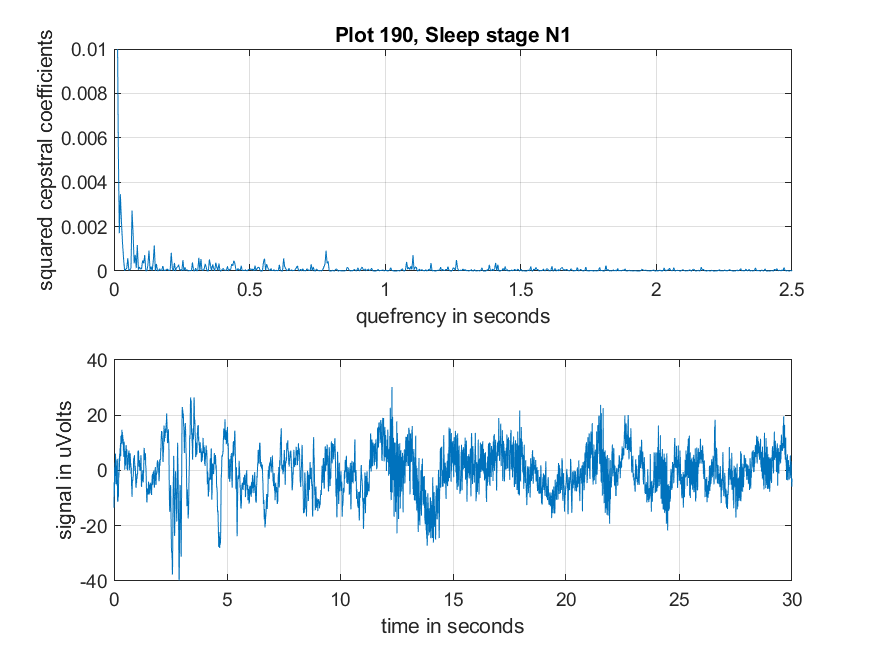 Plot 190, Sleep stage N1
squared cepstral coefficients
0.01
0.008
0.006
0.004
0.002
0
0 0.5 1 1.5 2 2.5
quefrency in seconds
signal in uVolts
40
20
0
-20
-40
0 5 10 15 20 25 30
time in seconds